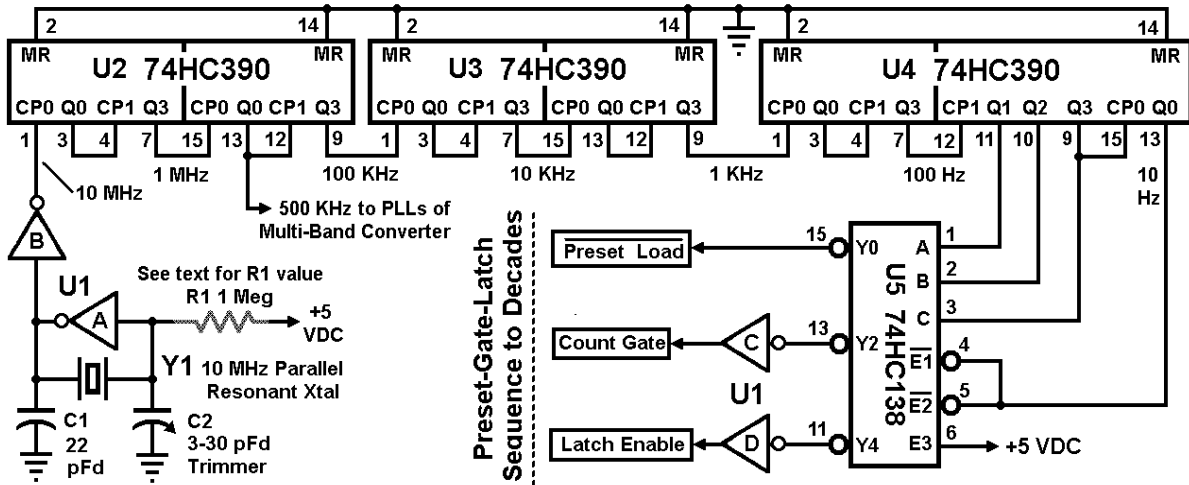 2 14 2 14 2 14
MR MR MR MR MR MR
U2 74HC390 U3 74HC390 U4 74HC390
CP0 Q0 CP1 Q3 CP0 Q0 CP1 Q3 CP0 Q0 CP1 Q3 CP0 Q0 CP1 Q3 CP0 Q0 CP1 Q3 CP1 Q1 Q2 Q3 CP0 Q0
1 3 4 7 15 13 12 9 1 3 4 7 15 13 12 9 1 3 4 7 12 11 10 9 15 13
1 MHz 100 KHz 10 KHz 1 KHz 100 Hz 10
Hz
10 MHz
500 KHz to PLLs of
Multi-Band Converter
B
See text for R1 value
R1 1 Meg
U1
A
+5
VDC
Y1 10 MHz Parallel
Resonant Xtal
C1
22
pFd
C2
3-30 pFd
Trimmer
Preset-Gate-Latch
Sequence to Decades
Preset Load
15 Y0
Count Gate
C
13 Y2
U1
Latch Enable
D
11 Y4
U5 74HC138
A 1
B 2
C 3
E1 4
E2 5
E3 6
+5 VDC